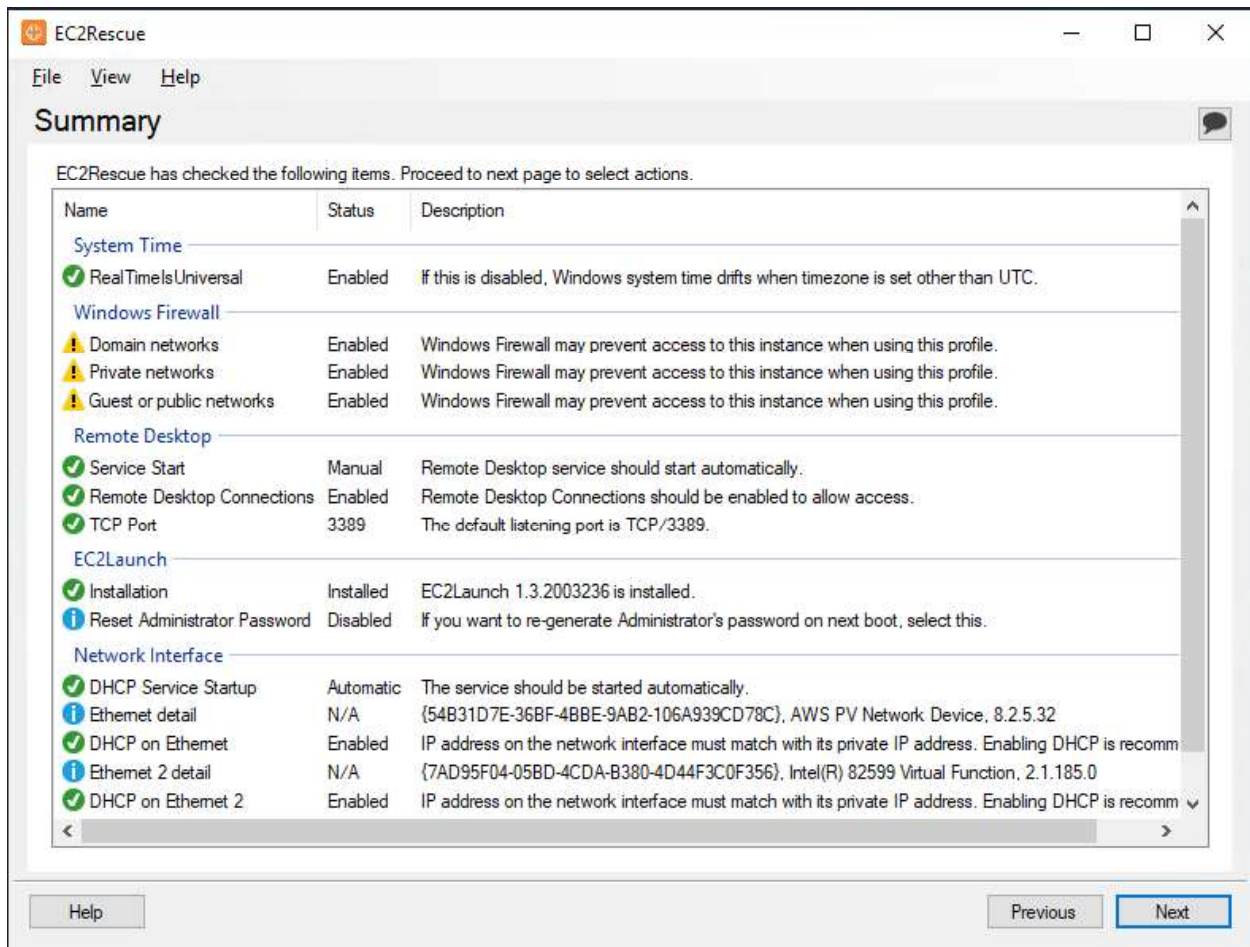 EC2Rescue
File View Help
Summary
EC2Rescue has checked the following items. Proceed to next page to select actions.
Name Status Description
System Time
RealTimeIsUniversal Enabled If this is disabled, Windows system time drifts when timezone is set other than UTC.
Windows Firewall
Domain networks Enabled Windows Firewall may prevent access to this instance when using this profile.
Private networks Enabled Windows Firewall may prevent access to this instance when using this profile.
Guest or public networks Enabled Windows Firewall may prevent access to this instance when using this profile.
Remote Desktop
Service Start Manual Remote Desktop service should start automatically.
Remote Desktop Connections Enabled Remote Desktop Connections should be enabled to allow access.
TCP Port 3389 The default listening port is TCP/3389.
EC2Launch
Installation Installed EC2Launch 1.3.2003236 is installed.
Reset Administrator Password Disabled If you want to re-generate Administrator's password on next boot, select this.
Network Interface
DHCP Service Startup Automatic The service should be started automatically.
Ethernet detail N/A {54B31D7E-36BF-4BBE-9AB2-106A939CD78C}, AWS PV Network Device, 8.2.5.32
DHCP on Ethernet Enabled IP address on the network interface must match with its private IP address. Enabling DHCP is recomm
Ethernet 2 detail N/A {7AD95F04-05BD-4CDA-B380-4D44F3C0F356}, Intel(R) 82599 Virtual Function, 2.1.185.0
DHCP on Ethernet 2 Enabled IP address on the network interface must match with its private IP address. Enabling DHCP is recomm
Help Previous Next